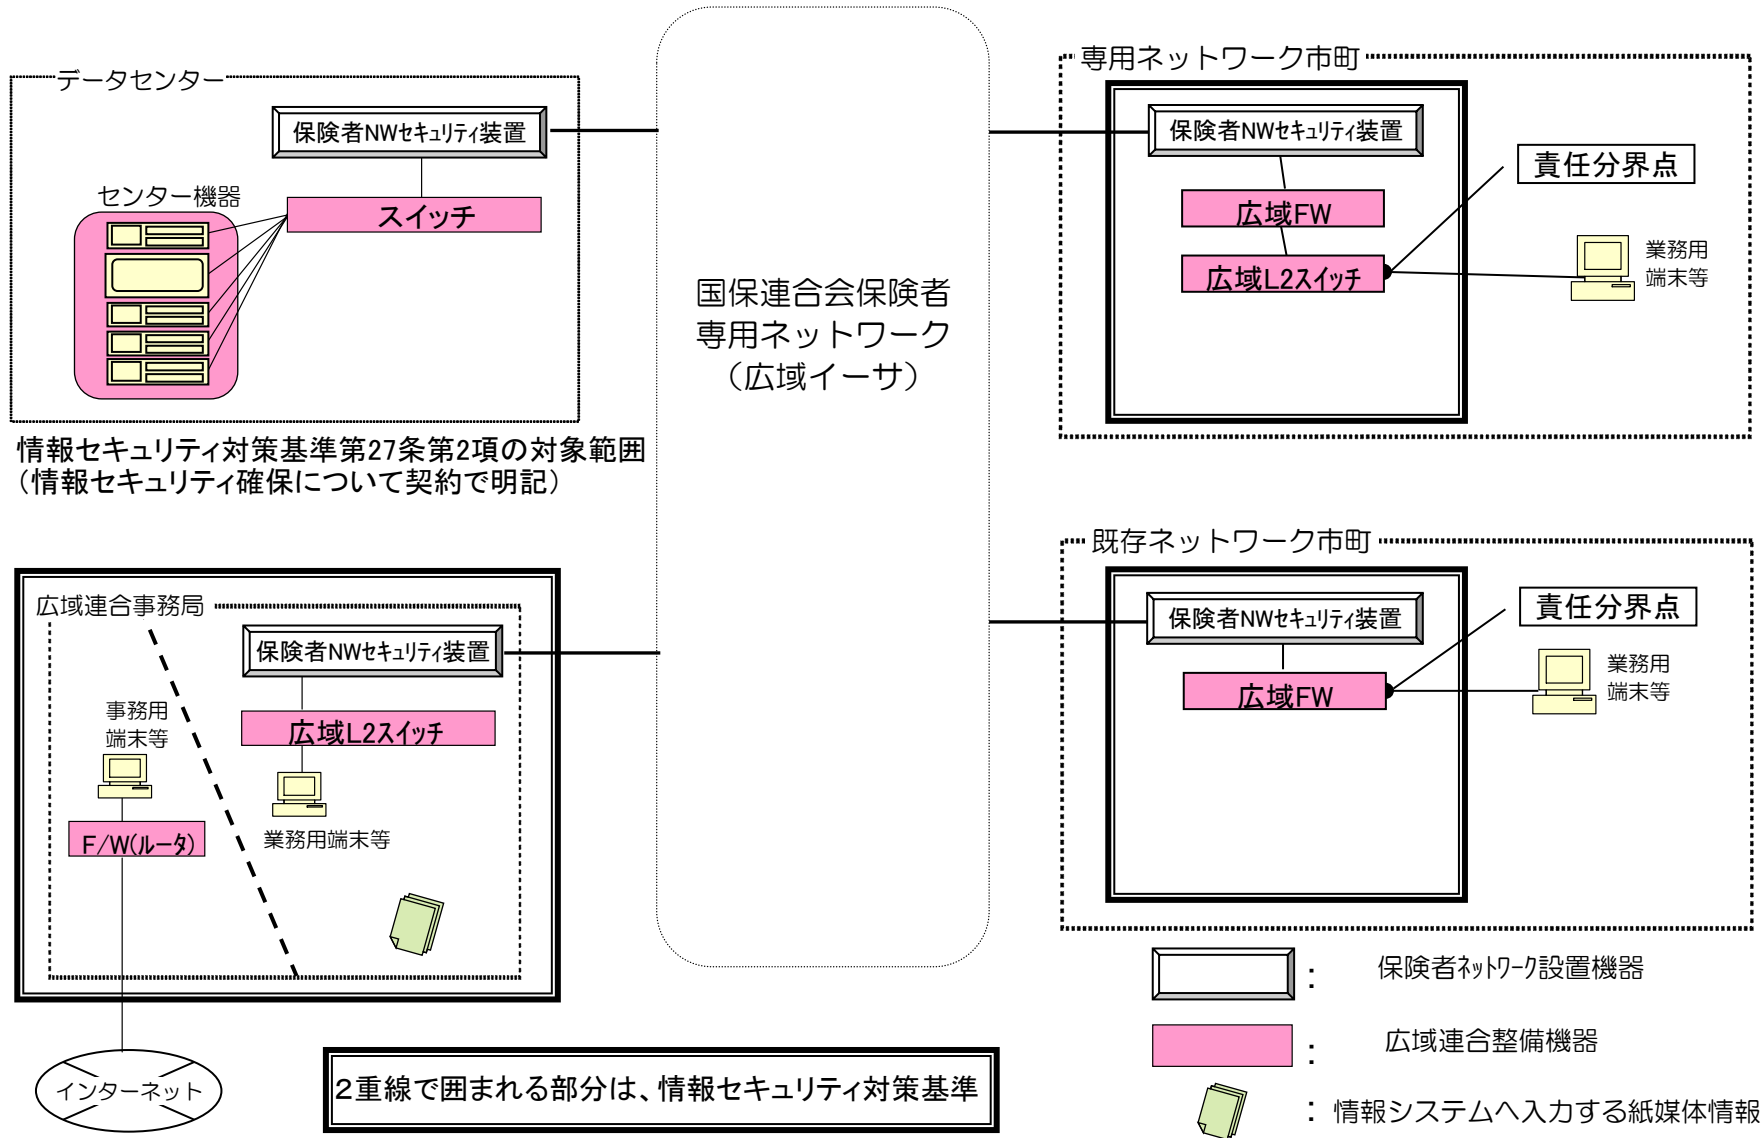 データセンター
保険者NWセキュリティ装置
センター機器
スイッチ
情報セキュリティ対策基準第27条第2項の対象範囲
（情報セキュリティ確保について契約で明記）
国保連合会保険者
専用ネットワーク
（広域イーサ）
専用ネットワーク市町
保険者NWセキュリティ装置
広域FW
広域L2スイッチ
責任分界点
業務用
端末等
既存ネットワーク市町
保険者NWセキュリティ装置
広域FW
責任分界点
業務用
端末等
広域連合事務局
保険者NWセキュリティ装置
広域L2スイッチ
業務用端末等
事務用
端末等
F/W(ルータ)
インターネット
２重線で囲まれる部分は、情報セキュリティ対策基準
： 保険者ネットワーク設置機器
： 広域連合整備機器
： 情報システムへ入力する紙媒体情報